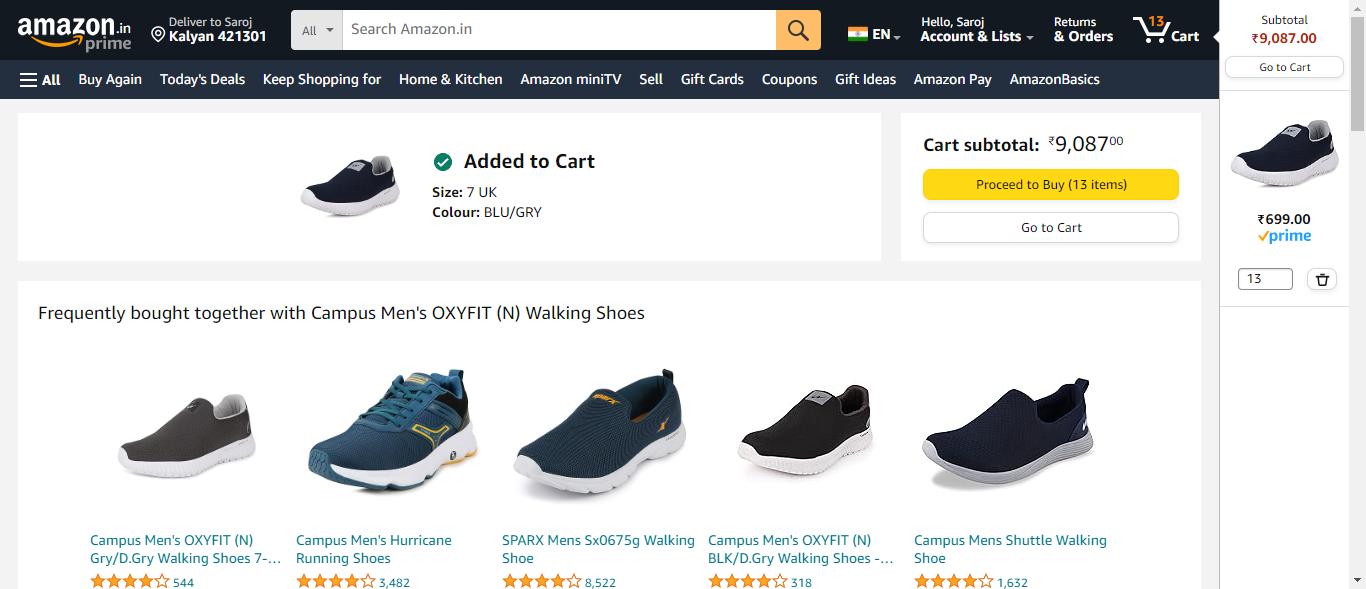 amazon.in
prime
Deliver to Saroj
Kalyan 421301
All
Search Amazon.in
EN
Hello, Saroj
Account & Lists
Returns
& Orders
13
Cart
All
Buy Again
Today's Deals
Keep Shopping for
Home & Kitchen
Amazon miniTV
Sell
Gift Cards
Coupons
Gift Ideas
Amazon Pay
AmazonBasics
Added to Cart
Size: 7 UK
Colour: BLU/GRY
Cart subtotal: ₹9,08700
Proceed to Buy (13 items)
Go to Cart
Subtotal
₹9,087.00
Go to Cart
₹699.00
prime
13
Frequently bought together with Campus Men's OXYFIT (N) Walking Shoes
Campus Men's OXYFIT (N)
Gry/D.Gry Walking Shoes 7-...
544
Campus Men's Hurricane
Running Shoes
3,482
SPARX Mens Sx0675g Walking
Shoe
8,522
Campus Men's OXYFIT (N)
BLK/D.Gry Walking Shoes -...
318
Campus Mens Shuttle Walking
Shoe
1,632